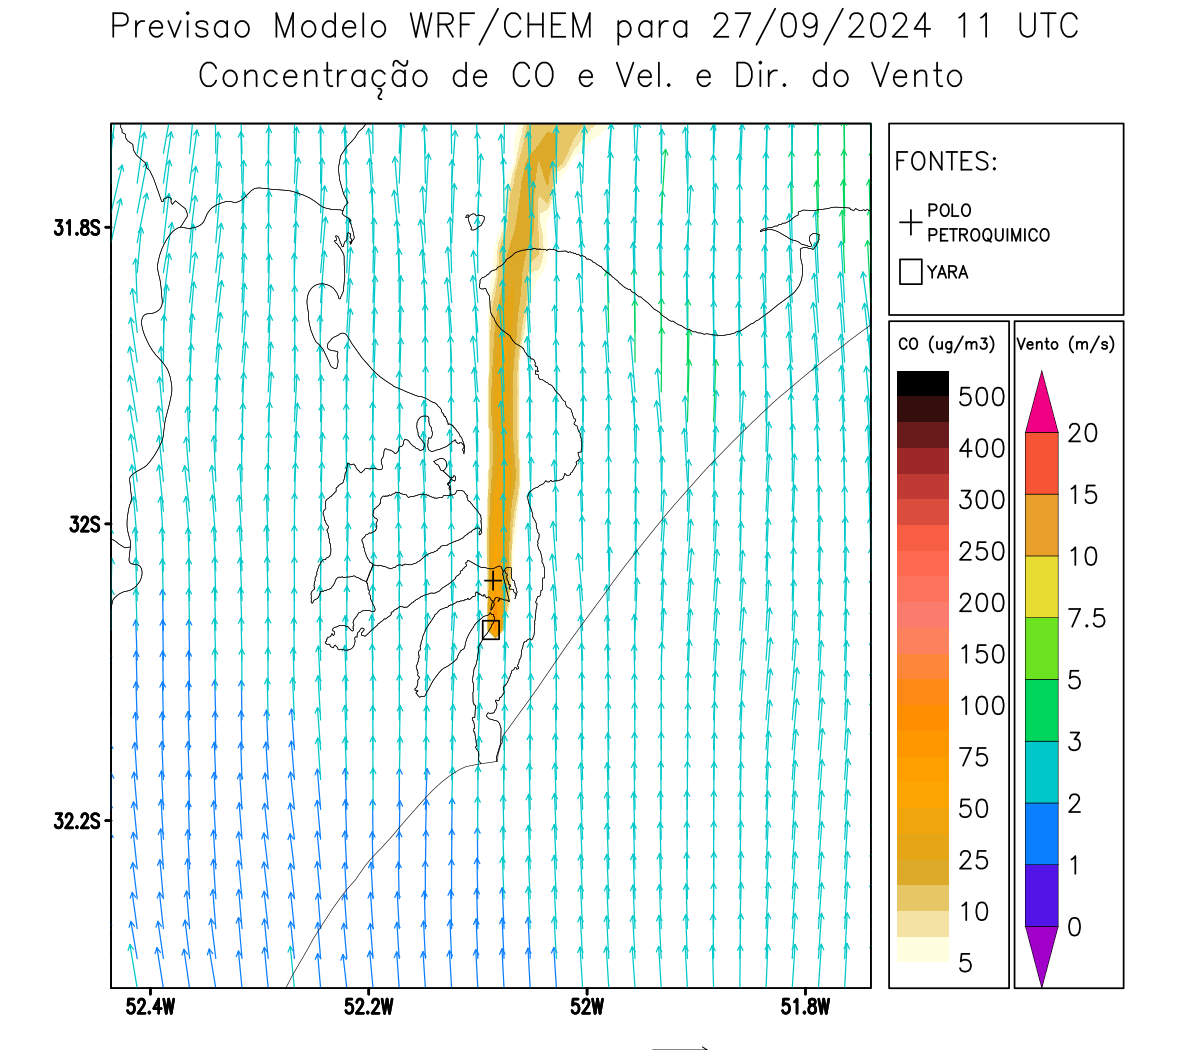 Previsao Modelo WRF/CHEM para 27/09/2024 11 UTC
Concentração de CO e Vel. e Dir. do Vento
FONTES:
POLO
PETROQUIMICO
YARA
31.8S
32S
32.2S
52.4W
52.2W
52W
51.8W
CO (ug/m3)
500
400
300
250
200
150
100
75
50
25
10
5
Vento (m/s)
20
15
10
7.5
5
3
2
1
0